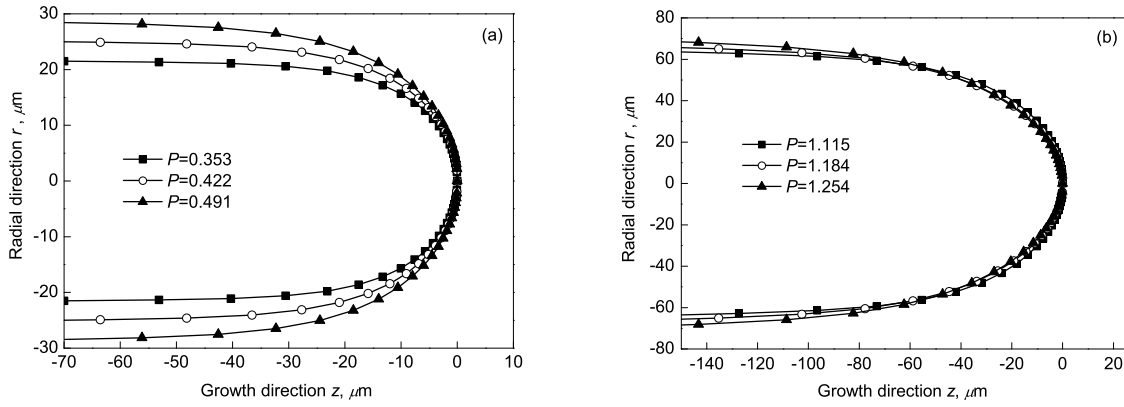 (a)
30
20
10
0
-10
-20
-30
Radial direction r , μm
P=0.353
P=0.422
P=0.491
-70 -60 -50 -40 -30 -20 -10 0 10
Growth direction z, μm
(b)
80
60
40
20
0
-20
-40
-60
-80
Radial direction r , μm
P=1.115
P=1.184
P=1.254
-140 -120 -100 -80 -60 -40 -20 0 20
Growth direction z, μm